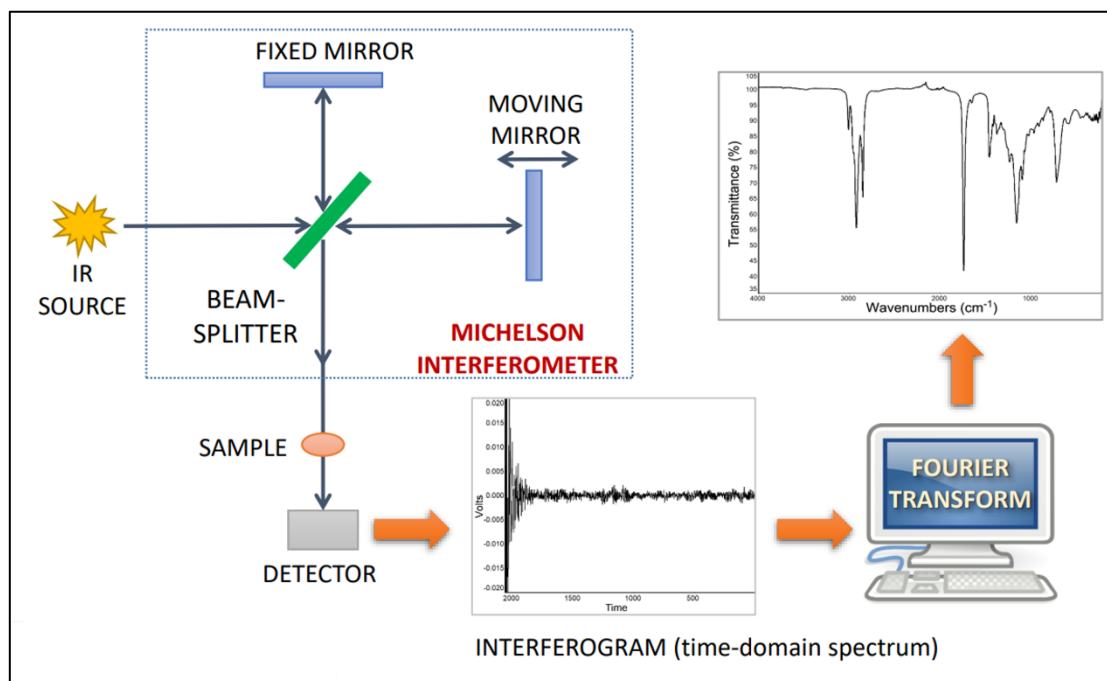 FIXED MIRROR
MOVING
MIRROR
IR
SOURCE
BEAM-
SPLITTER
MICHELSON
INTERFEROMETER
SAMPLE
DETECTOR
105
100
95
90
85
80
75
70
65
60
55
50
45
40
35
Transmittance (%)
4000 3000 2000 1000
Wavenumbers (cm-1)
0.020
0.015
0.010
0.005
0.000
-0.005
-0.010
-0.015
-0.020
Volts
2000 1500 1000 500
Time
FOURIER
TRANSFORM
INTERFEROGRAM (time-domain spectrum)